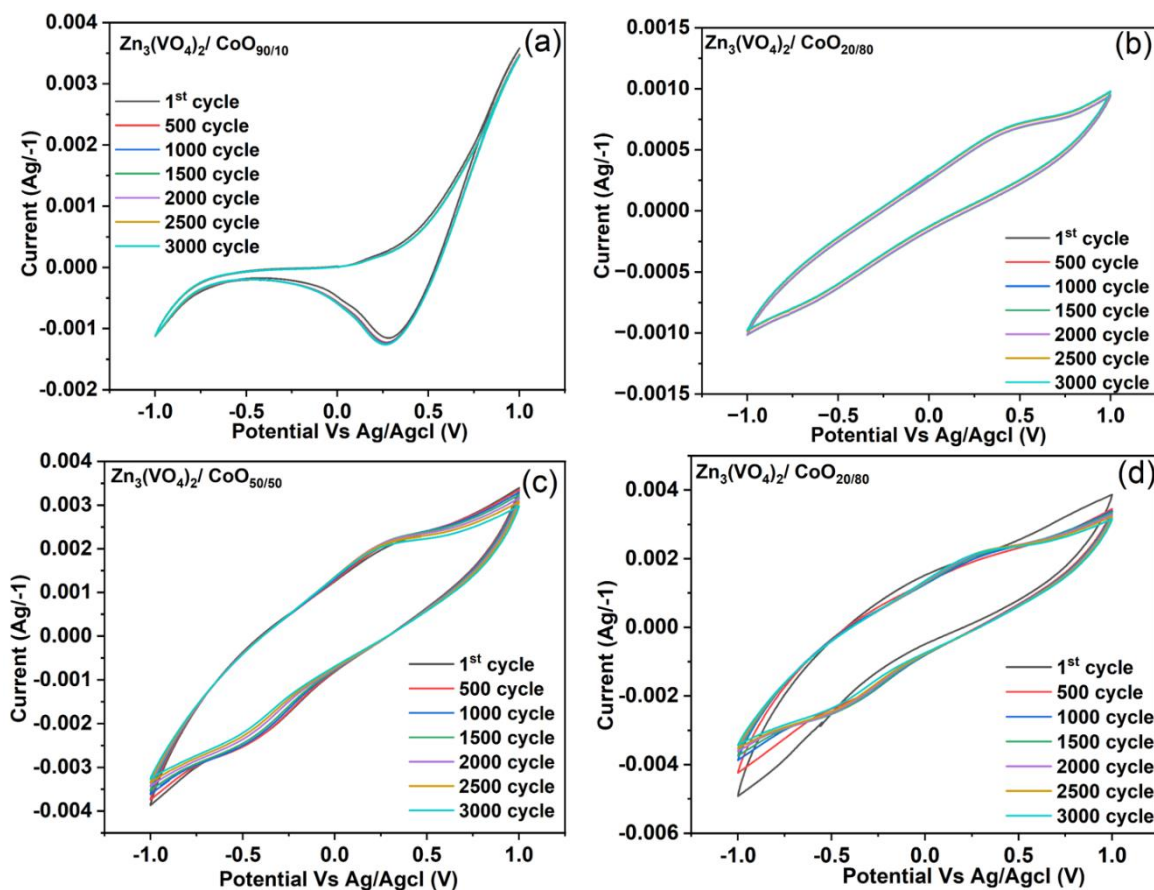 Zn₃(VO₄)₂/ CoO₉₀/₁₀
(a)
1ˢᵗ cycle
500 cycle
1000 cycle
1500 cycle
2000 cycle
2500 cycle
3000 cycle
0.004
0.003
0.002
0.001
0.000
-0.001
-0.002
Current (Ag/-1)
-1.0 -0.5 0.0 0.5 1.0
Potential Vs Ag/Agcl (V)
Zn₃(VO₄)₂/ CoO₂₀/₈₀
(b)
1ˢᵗ cycle
500 cycle
1000 cycle
1500 cycle
2000 cycle
2500 cycle
3000 cycle
0.0015
0.0010
0.0005
0.0000
−0.0005
−0.0010
−0.0015
Current (Ag/-1)
−1.0 −0.5 0.0 0.5 1.0
Potential Vs Ag/Agcl (V)
Zn₃(VO₄)₂/ CoO₅₀/₅₀
(c)
1ˢᵗ cycle
500 cycle
1000 cycle
1500 cycle
2000 cycle
2500 cycle
3000 cycle
0.004
0.003
0.002
0.001
0.000
-0.001
-0.002
-0.003
-0.004
Current (Ag/-1)
-1.0 -0.5 0.0 0.5 1.0
Potential Vs Ag/Agcl (V)
Zn₃(VO₄)₂/ CoO₂₀/₈₀
(d)
1ˢᵗ cycle
500 cycle
1000 cycle
1500 cycle
2000 cycle
2500 cycle
3000 cycle
0.004
0.002
0.000
-0.002
-0.004
-0.006
Current (Ag/-1)
-1.0 -0.5 0.0 0.5 1.0
Potential Vs Ag/Agcl (V)